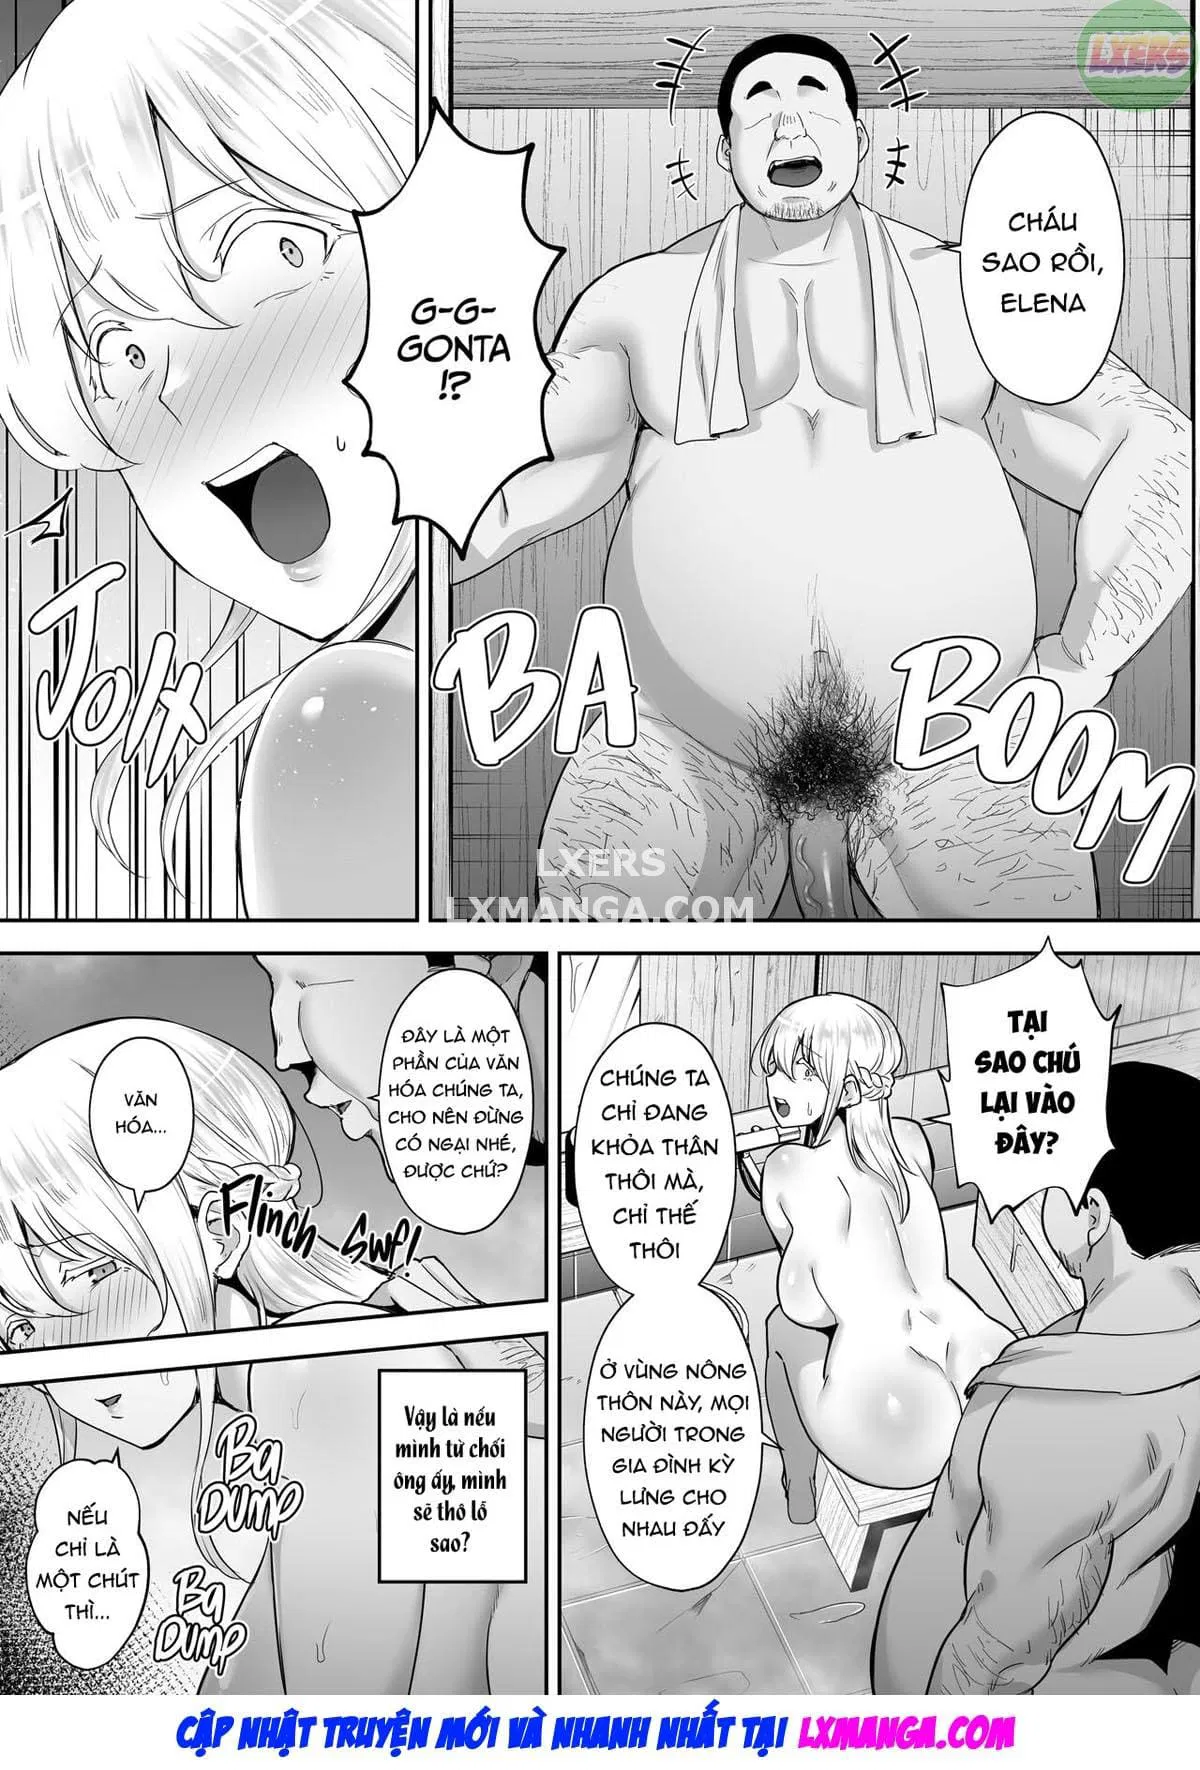 LXERS
CHÁU
SAO RỒI,
ELENA
G-G-
GONTA
!?
JOLT
BA
BOOM
LXERS
LXMANGA.COM
TẠI
SAO CHÚ
LẠI VÀO
ĐÂY?
CHÚNG TA
CHỈ ĐANG
KHỎA THÂN
THÔI MÀ,
CHỈ THẾ
THÔI
Ở VÙNG NÔNG
THÔN NÀY, MỌI
NGƯỜI TRONG
GIA ĐÌNH KỲ
LƯNG CHO
NHAU ĐẤY
ĐÂY LÀ MỘT
PHẦN CỦA VĂN
HÓA CHÚNG TA,
CHO NÊN ĐỪNG
CÓ NGẠI NHÉ,
ĐƯỢC CHỨ?
VĂN
HÓA...
FLINCH
SWF!
Vậy là nếu
mình từ chối
ông ấy, mình
sẽ thô lỗ
sao?
BA
DUMP
NẾU
CHỈ LÀ
MỘT CHÚT
THÌ...
BA
DUMP
CẬP NHẬT TRUYỆN MỚI VÀ NHANH NHẤT TẠI LXMANGA.COM